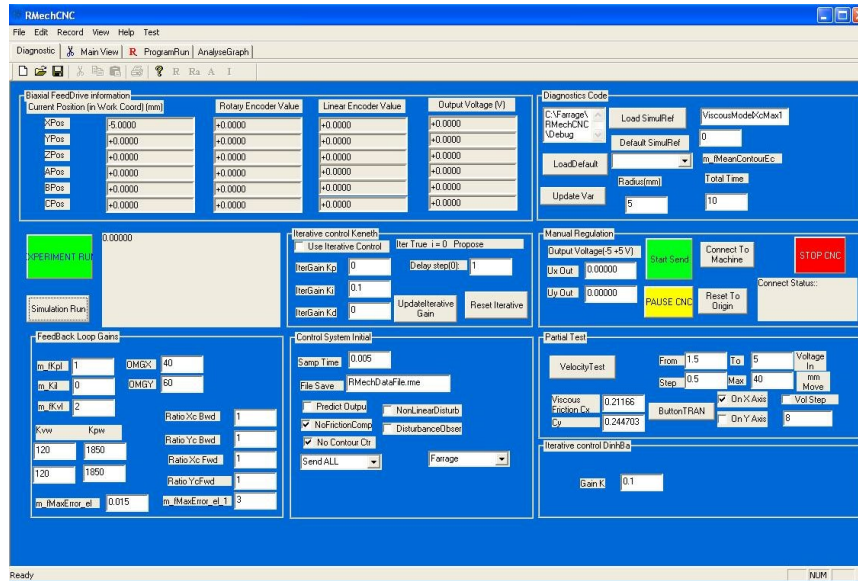 RMechCNC
File Edit Record View Help Test
Diagnostic Main View R ProgramRun AnalyseGraph
R Ra A I
Biaxial FeedDrive information
Current Position (in Work Coord) (mm) Rotary Encoder Value Linear Encoder Value Output Voltage (V)
XPos -5.0000 +0.0000 +0.0000 +0.0000
YPos +0.0000 +0.0000 +0.0000 +0.0000
ZPos +0.0000 +0.0000 +0.0000 +0.0000
APos +0.0000 +0.0000 +0.0000 +0.0000
BPos +0.0000 +0.0000 +0.0000 +0.0000
CPos +0.0000 +0.0000 +0.0000 +0.0000
Diagnostics Code
C:\Farrage\
RMechCNC
\Debug
Load SimulRef
ViscousModelXcMax1
Default SimulRef
0
LoadDefault
m_fMeanContourEc
Radius(mm)
Total Time
Update Var
5
10
EXPERIMENT RUN
0.00000
Simulation Run
Iterative control Keneth
Use Iterative Control Iter True i = 0 Propose
IterGain Kp 0 Delay step(0): 1
IterGain Ki 0.1
IterGain Kd 0
UpdateIterative
Gain
Reset Iterative
Manual Regulation
Output Voltage(-5 +5 V)
Ux Out 0.00000
Uy Out 0.00000
Start Send
Connect To
Machine
STOP CNC
PAUSE CNC
Reset To
Origin
Connect Status::
FeedBack Loop Gains
m_fKpl 1 OMGX 40
m_Kil 0 OMGY 60
m_fKvl 2
Ratio Xc Bwd 1
Kvw Kpw
Ratio Yc Bwd 1
120 1850
Ratio Xc Fwd 1
120 1850
Ratio YcFwd 1
m_fMaxError_el 0.015 m_fMaxError_el_1 3
Control System Initial
Samp Time 0.005
File Save RMechDataFile.rme
Predict Outpu NonLinearDisturb
NoFrictionComp DisturbanceObser
No Contour Ctr
Send ALL Farrage
Partial Test
VelocityTest
From 1.5 To 5
Voltage
In
Step 0.5 Max 40
mm
Move
Viscous
Friction Cx
0.21166
Cy 0.244703
ButtonTRAN
On X Axis Vol Step
On Y Axis 8
Iterative control DinhBa
Gain K 0.1
Ready NUM